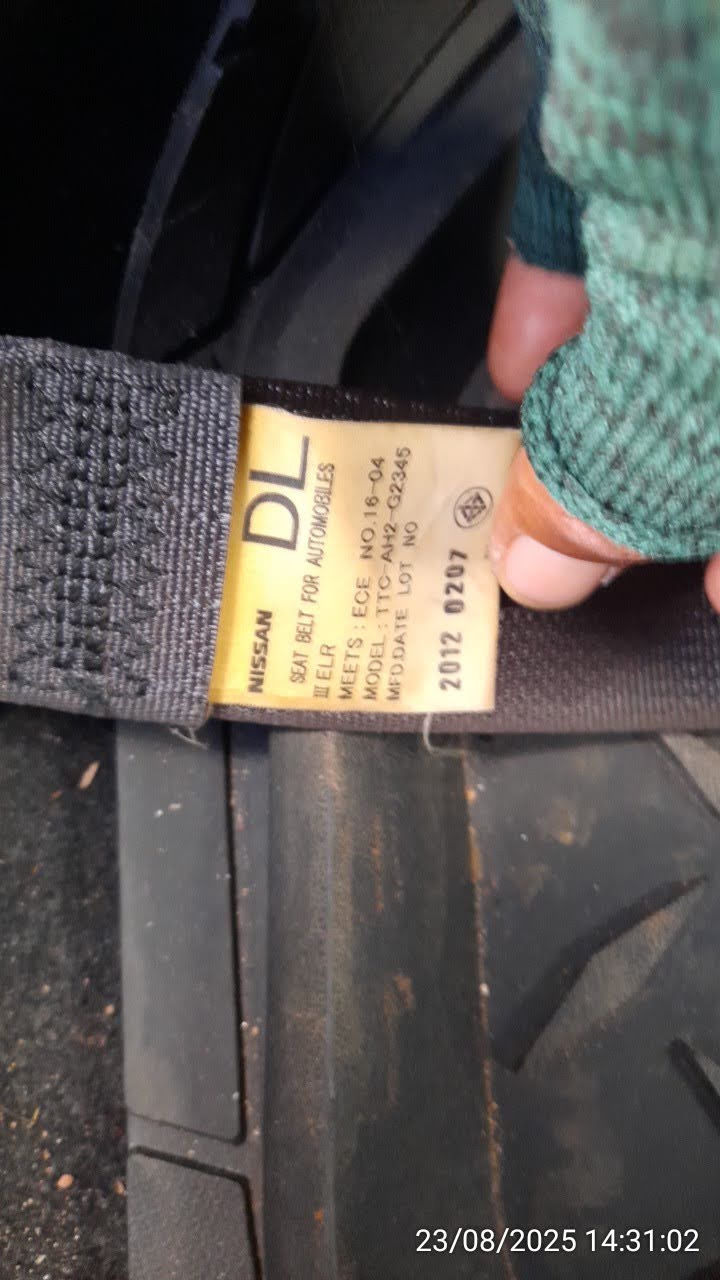 NISSAN DL
SEAT BELT FOR AUTOMOBILES
III ELR
MEETS : ECE NO.16-04
MODEL : TTC-AH2-G2345
MFD.DATE LOT NO
2012 0207
23/08/2025 14:31:02